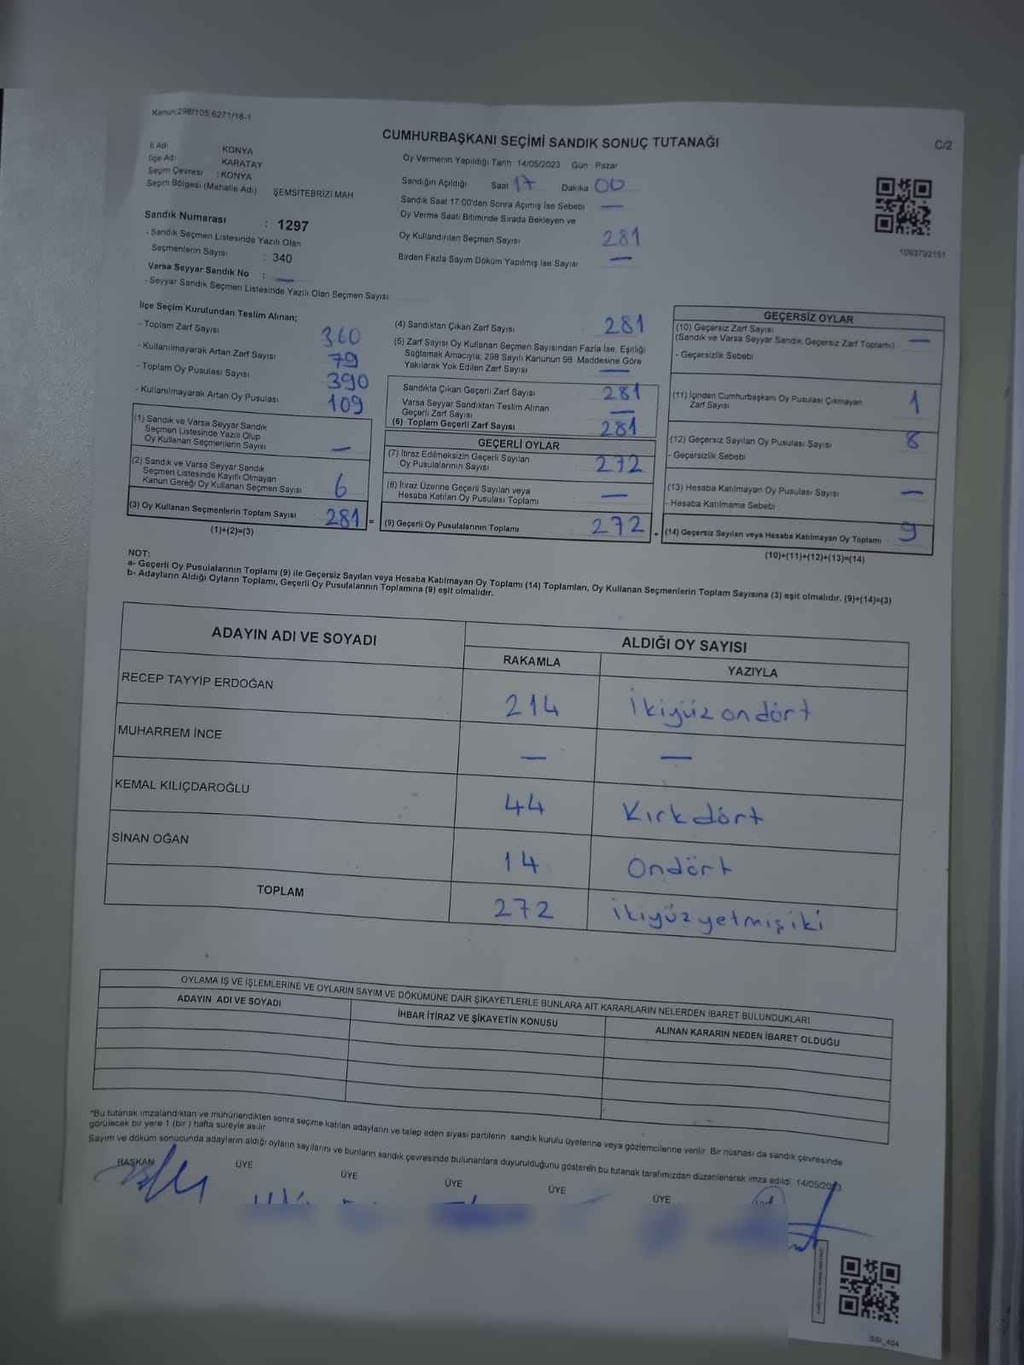 Kanun:298/105;6271/18-1
CUMHURBAŞKANI SEÇİMİ SANDIK SONUÇ TUTANAĞI
C/2
İl Adı : KONYA
İlçe Adı : KARATAY
Seçim Çevresi : KONYA
Seçim Bölgesi (Mahalle Adı) ŞEMSİTEBRİZİ MAH
Sandık Numarası : 1297
- Sandık Seçmen Listesinde Yazılı Olan
Seçmenlerin Sayısı : 340
Varsa Seyyar Sandık No : —
- Seyyar Sandık Seçmen Listesinde Yazılı Olan Seçmen Sayısı
Oy Vermenin Yapıldığı Tarih: 14/05/2023 Gün: Pazar
Sandığın Açıldığı Saat 17 Dakika 00
Sandık Saat 17:00'den Sonra Açımış İse Sebebi —
Oy Verme Saati Bitiminde Sırada Bekleyen ve
Oy Kullandırılan Seçmen Sayısı 281
Birden Fazla Sayım Döküm Yapılmış İse Sayısı —
1093792151
İlçe Seçim Kurulundan Teslim Alınan;
- Toplam Zarf Sayısı 360
- Kullanılmayarak Artan Zarf Sayısı 79
- Toplam Oy Pusulası Sayısı 390
- Kullanılmayarak Artan Oy Pusulası 109
(1) Sandık ve Varsa Seyyar Sandık
Seçmen Listesinde Yazılı Olup
Oy Kullanan Seçmenlerin Sayısı —
(2) Sandık ve Varsa Seyyar Sandık
Seçmen Listesinde Kayıtlı Olmayan
Kanun Gereği Oy Kullanan Seçmen Sayısı 6
(3) Oy Kullanan Seçmenlerin Toplam Sayısı 281 =
(1)+(2)=(3)
(4) Sandıktan Çıkan Zarf Sayısı 281
(5) Zarf Sayısı Oy Kullanan Seçmen Sayısından Fazla İse, Eşitliği
Sağlamak Amacıyla; 298 Sayılı Kanunun 98. Maddesine Göre
Yakılarak Yok Edilen Zarf Sayısı —
Sandıkta Çıkan Geçerli Zarf Sayısı 281
Varsa Seyyar Sandıktan Teslim Alınan
Geçerli Zarf Sayısı —
(6) Toplam Geçerli Zarf Sayısı 281
GEÇERLİ OYLAR
(7) İtiraz Edilmeksizin Geçerli Sayılan
Oy Pusulalarının Sayısı 272
(8) İtiraz Üzerine Geçerli Sayılan veya
Hesaba Katılan Oy Pusulası Toplamı —
(9) Geçerli Oy Pusulalarının Toplamı 272 +
GEÇERSİZ OYLAR
(10) Geçersiz Zarf Sayısı
(Sandık ve Varsa Seyyar Sandık Geçersiz Zarf Toplamı) —
- Geçersizlik Sebebi
(11) İçinden Cumhurbaşkanı Oy Pusulası Çıkmayan
Zarf Sayısı 1
(12) Geçersiz Sayılan Oy Pusulası Sayısı 8
- Geçersizlik Sebebi
(13) Hesaba Katılmayan Oy Pusulası Sayısı —
- Hesaba Katılmama Sebebi
(14) Geçersiz Sayılan veya Hesaba Katılmayan Oy Toplamı 9
(10)+(11)+(12)+(13)=(14)
NOT:
a- Geçerli Oy Pusulalarının Toplamı (9) ile Geçersiz Sayılan veya Hesaba Katılmayan Oy Toplamı (14) Toplamları, Oy Kullanan Seçmenlerin Toplam Sayısına (3) eşit olmalıdır. (9)+(14)=(3)
b- Adayların Aldığı Oyların Toplamı, Geçerli Oy Pusulalarının Toplamına (9) eşit olmalıdır.
ADAYIN ADI VE SOYADI ALDIĞI OY SAYISI
RAKAMLA YAZIYLA
RECEP TAYYİP ERDOĞAN 214 İkiyüzondört
MUHARREM İNCE — —
KEMAL KILIÇDAROĞLU 44 Kırkdört
SİNAN OĞAN 14 Ondört
TOPLAM 272 ikiyüzyetmişiki
OYLAMA İŞ VE İŞLEMLERİNE VE OYLARIN SAYIM VE DÖKÜMÜNE DAİR ŞİKAYETLERLE BUNLARA AİT KARARLARIN NELERDEN İBARET BULUNDUKLARI
ADAYIN ADI VE SOYADI İHBAR İTİRAZ VE ŞİKAYETİN KONUSU ALINAN KARARIN NEDEN İBARET OLDUĞU
*Bu tutanak imzalandıktan ve mühürlendikten sonra seçime katılan adayların ve talep eden siyasi partilerin sandık kurulu üyelerine veya gözlemcilerine verilir. Bir nüshası da sandık çevresinde
görülecek bir yere 1 (bir) hafta süreyle asılır.
Sayım ve döküm sonucunda adayların aldığı oyların sayılarını ve bunların sandık çevresinde bulunanlara duyurulduğunu gösteren bu tutanak tarafımızdan düzenlenerek imza edildi. 14/05/2023
BAŞKAN ÜYE ÜYE ÜYE ÜYE ÜYE